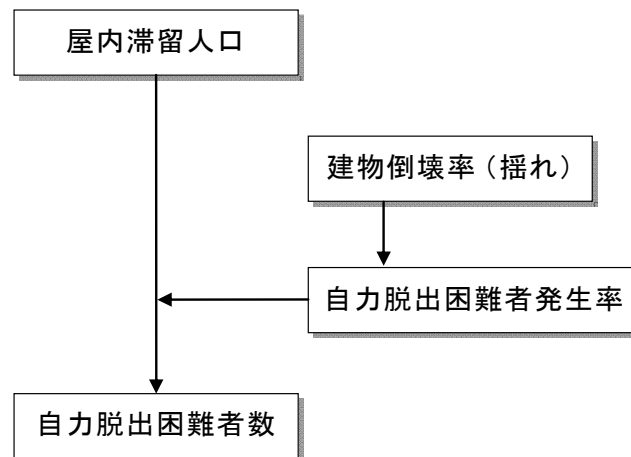 屋内滞留人口
建物倒壊率（揺れ）
自力脱出困難者発生率
自力脱出困難者数